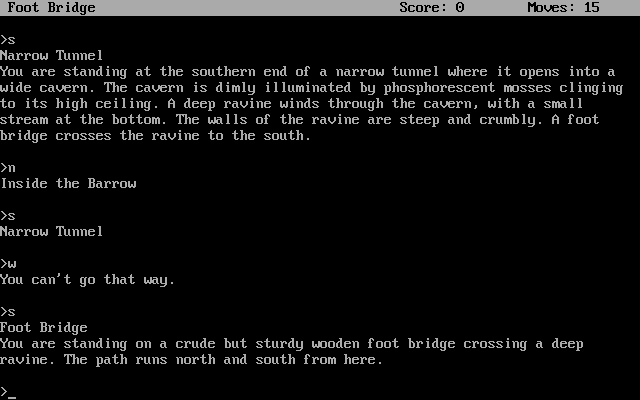 Foot Bridge Score: 0 Moves: 15
>s
Narrow Tunnel
You are standing at the southern end of a narrow tunnel where it opens into a
wide cavern. The cavern is dimly illuminated by phosphorescent mosses clinging
to its high ceiling. A deep ravine winds through the cavern, with a small
stream at the bottom. The walls of the ravine are steep and crumbly. A foot
bridge crosses the ravine to the south.
>n
Inside the Barrow
>s
Narrow Tunnel
>w
You can't go that way.
>s
Foot Bridge
You are standing on a crude but sturdy wooden foot bridge crossing a deep
ravine. The path runs north and south from here.
>_